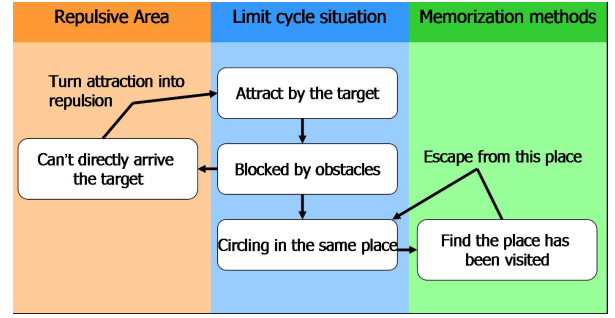 Repulsive Area
Limit cycle situation
Memorization methods
Turn attraction into
repulsion
Attract by the target
Can't directly arrive
the target
Blocked by obstacles
Escape from this place
Circling in the same place
Find the place has
been visited